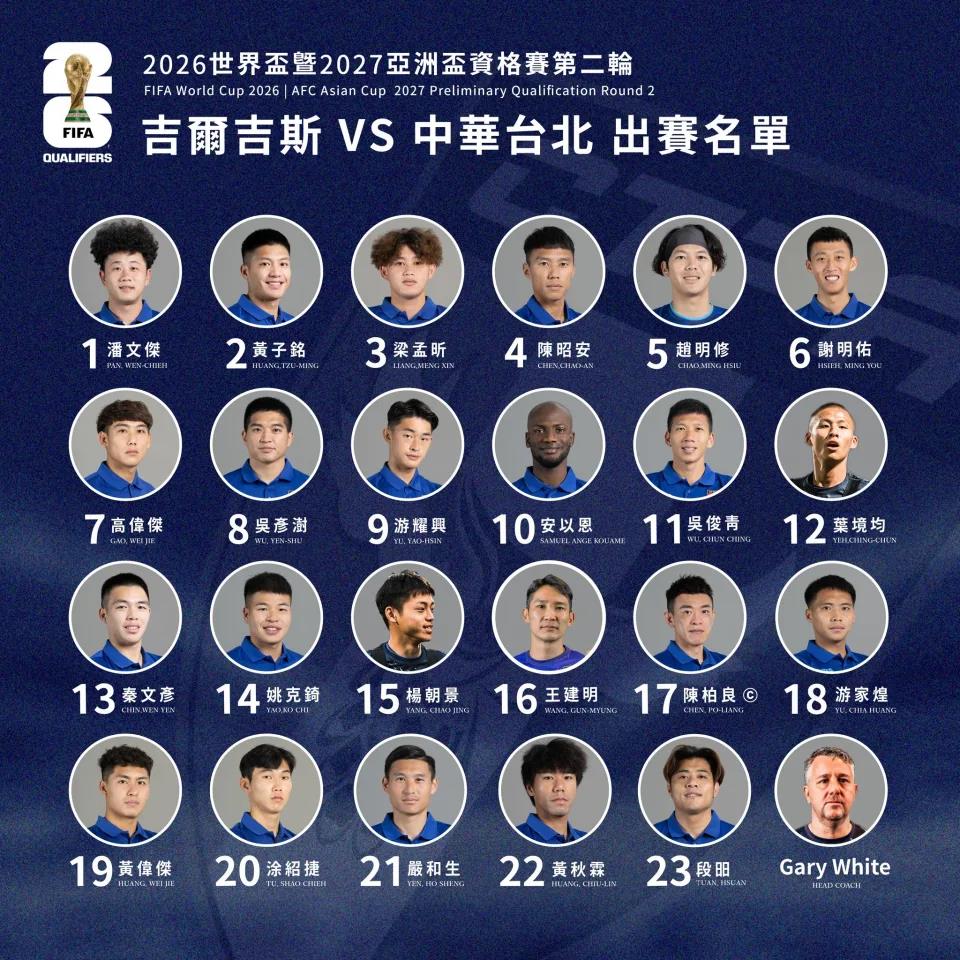 2026世界盃暨2027亞洲盃資格賽第二輪
FIFA World Cup 2026 | AFC Asian Cup 2027 Preliminary Qualification Round 2
吉爾吉斯 VS 中華台北 出賽名單
FIFA
QUALIFIERS
1 潘文傑
PAN, WEN-CHIEH
2 黃子銘
HUANG,TZU-MING
3 梁孟昕
LIANG,MENG XIN
4 陳昭安
CHEN,CHAO-AN
5 趙明修
CHAO,MING HSIU
6 謝明佑
HSIEH, MING YOU
7 高偉傑
GAO, WEI JIE
8 吳彥澍
WU, YEN-SHU
9 游耀興
YU, YAO-HSIN
10 安以恩
SAMUEL ANGE KOUAME
11 吳俊青
WU, CHUN CHING
12 葉境均
YEH,CHING-CHUN
13 秦文彥
CHIN,WEN YEN
14 姚克錡
YAO,KO CHI
15 楊朝景
YANG, CHAO JING
16 王建明
WANG, GUN-MYUNG
17 陳柏良 ©
CHEN, PO-LIANG
18 游家煌
YU, CHIA HUANG
19 黃偉傑
HUANG, WEI JIE
20 涂紹捷
TU, SHAO CHIEH
21 嚴和生
YEN, HO SHENG
22 黃秋霖
HUANG, CHIU-LIN
23 段昢
TUAN, HSUAN
Gary White
HEAD COACH